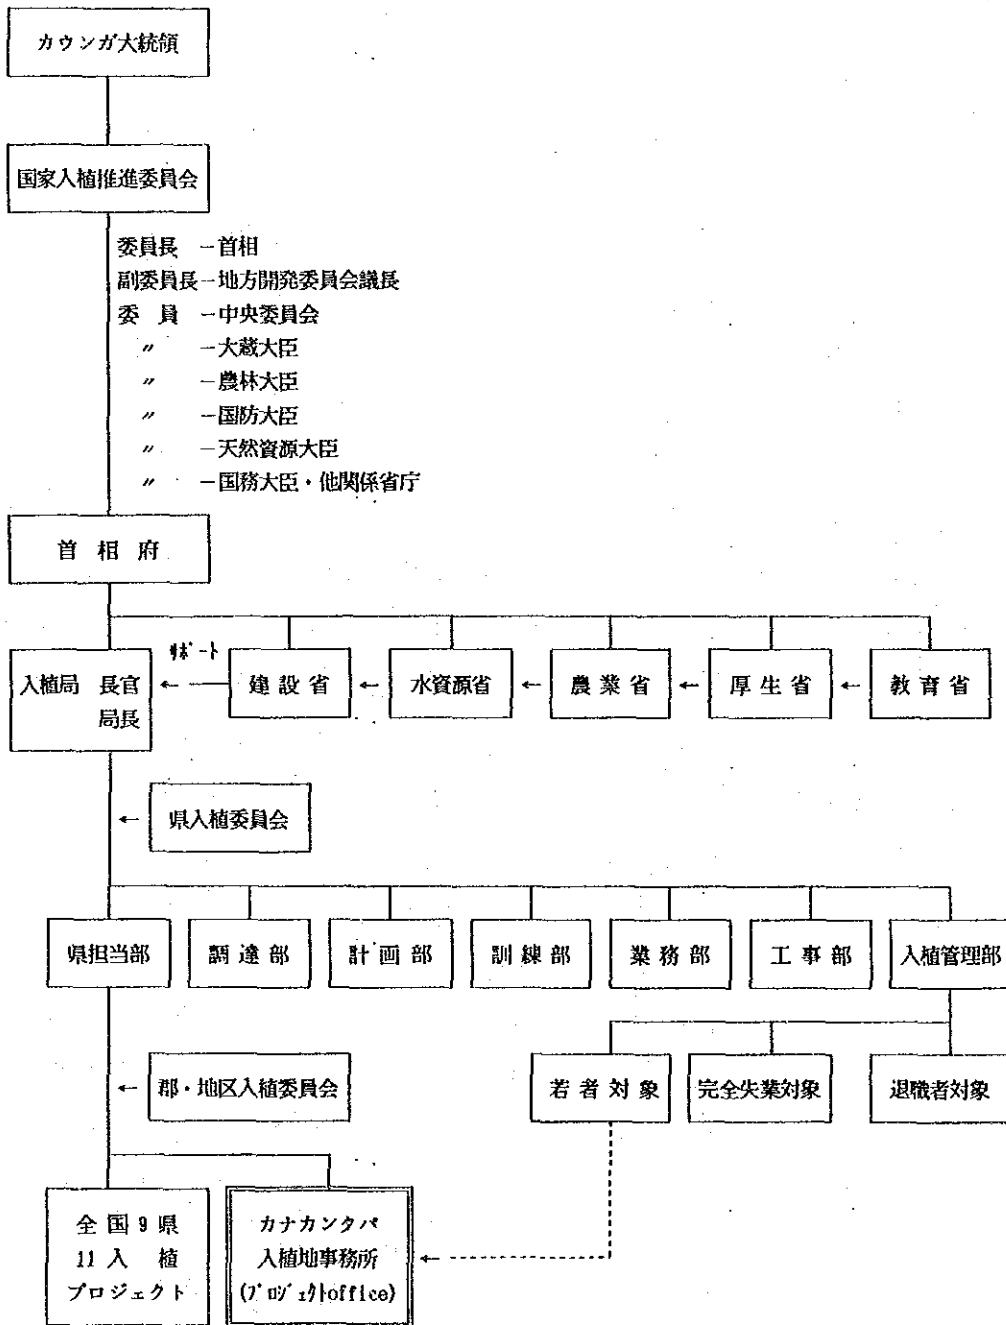 カウンガ大統領
国家入植推進委員会
委員長 ー首相
副委員長ー地方開発委員会議長
委 員 ー中央委員会
〃 ー大蔵大臣
〃 ー農林大臣
〃 ー国防大臣
〃 ー天然資源大臣
〃 ー国務大臣・他関係省庁
首 相 府
入植局 長官
局長
サポート
建 設 省
水資源省
農 業 省
厚 生 省
教 育 省
県入植委員会
県担当部
調 達 部
計 画 部
訓 練 部
業 務 部
工 事 部
入植管理部
郡・地区入植委員会
若 者 対 象
完全失業対象
退職者対象
全 国 9 県
11 入 植
プロジェクト
カナカンタパ
入植地事務所
(プロジェクトoffice)